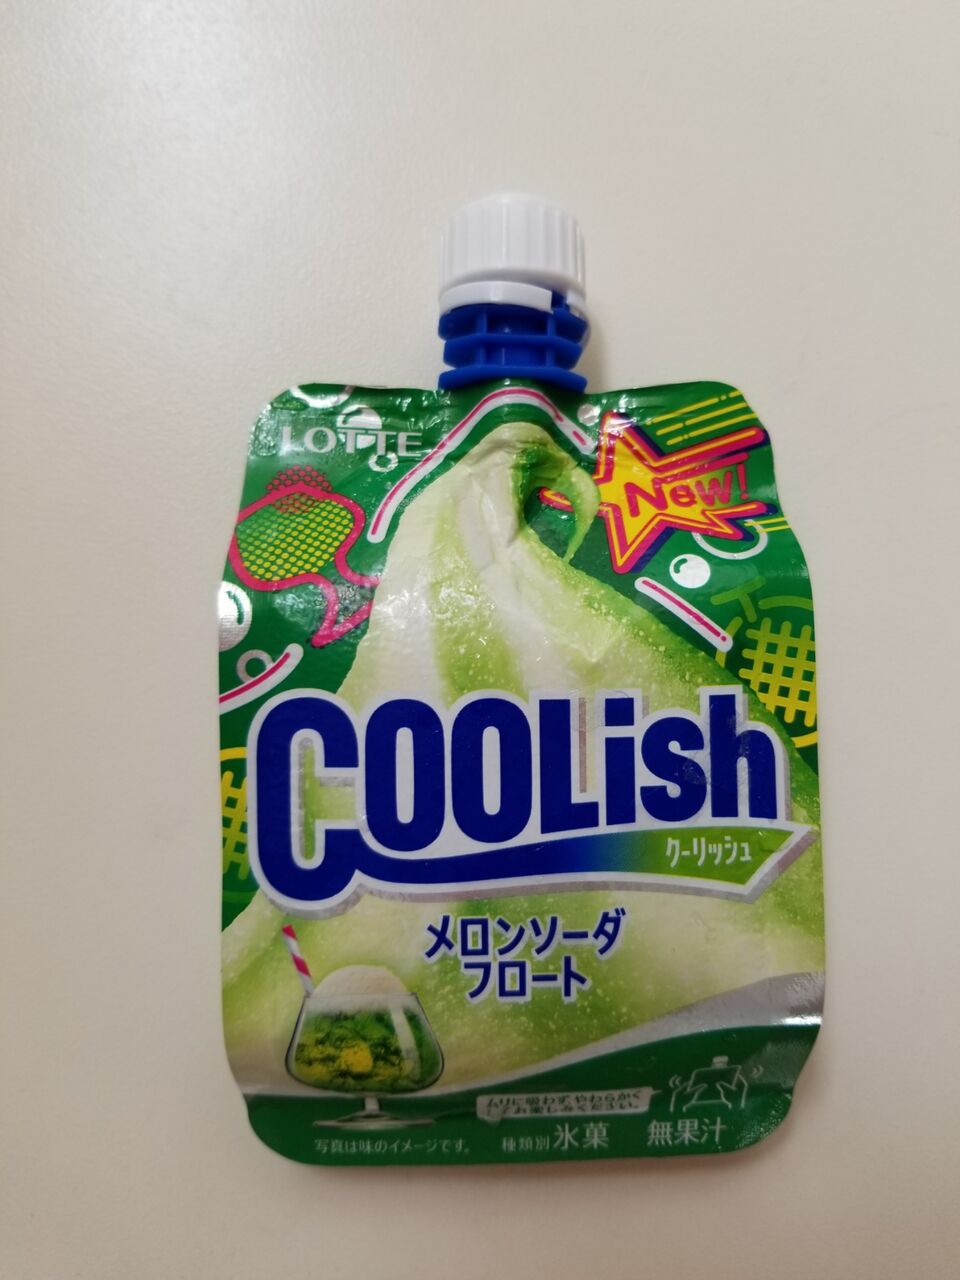 LOTTE
New!
COOLish
クーリッシュ
メロンソーダ
フロート
ムリに吸わず、やわらかく
してお楽しみください。
写真は味のイメージです。
種類別 氷菓 無果汁